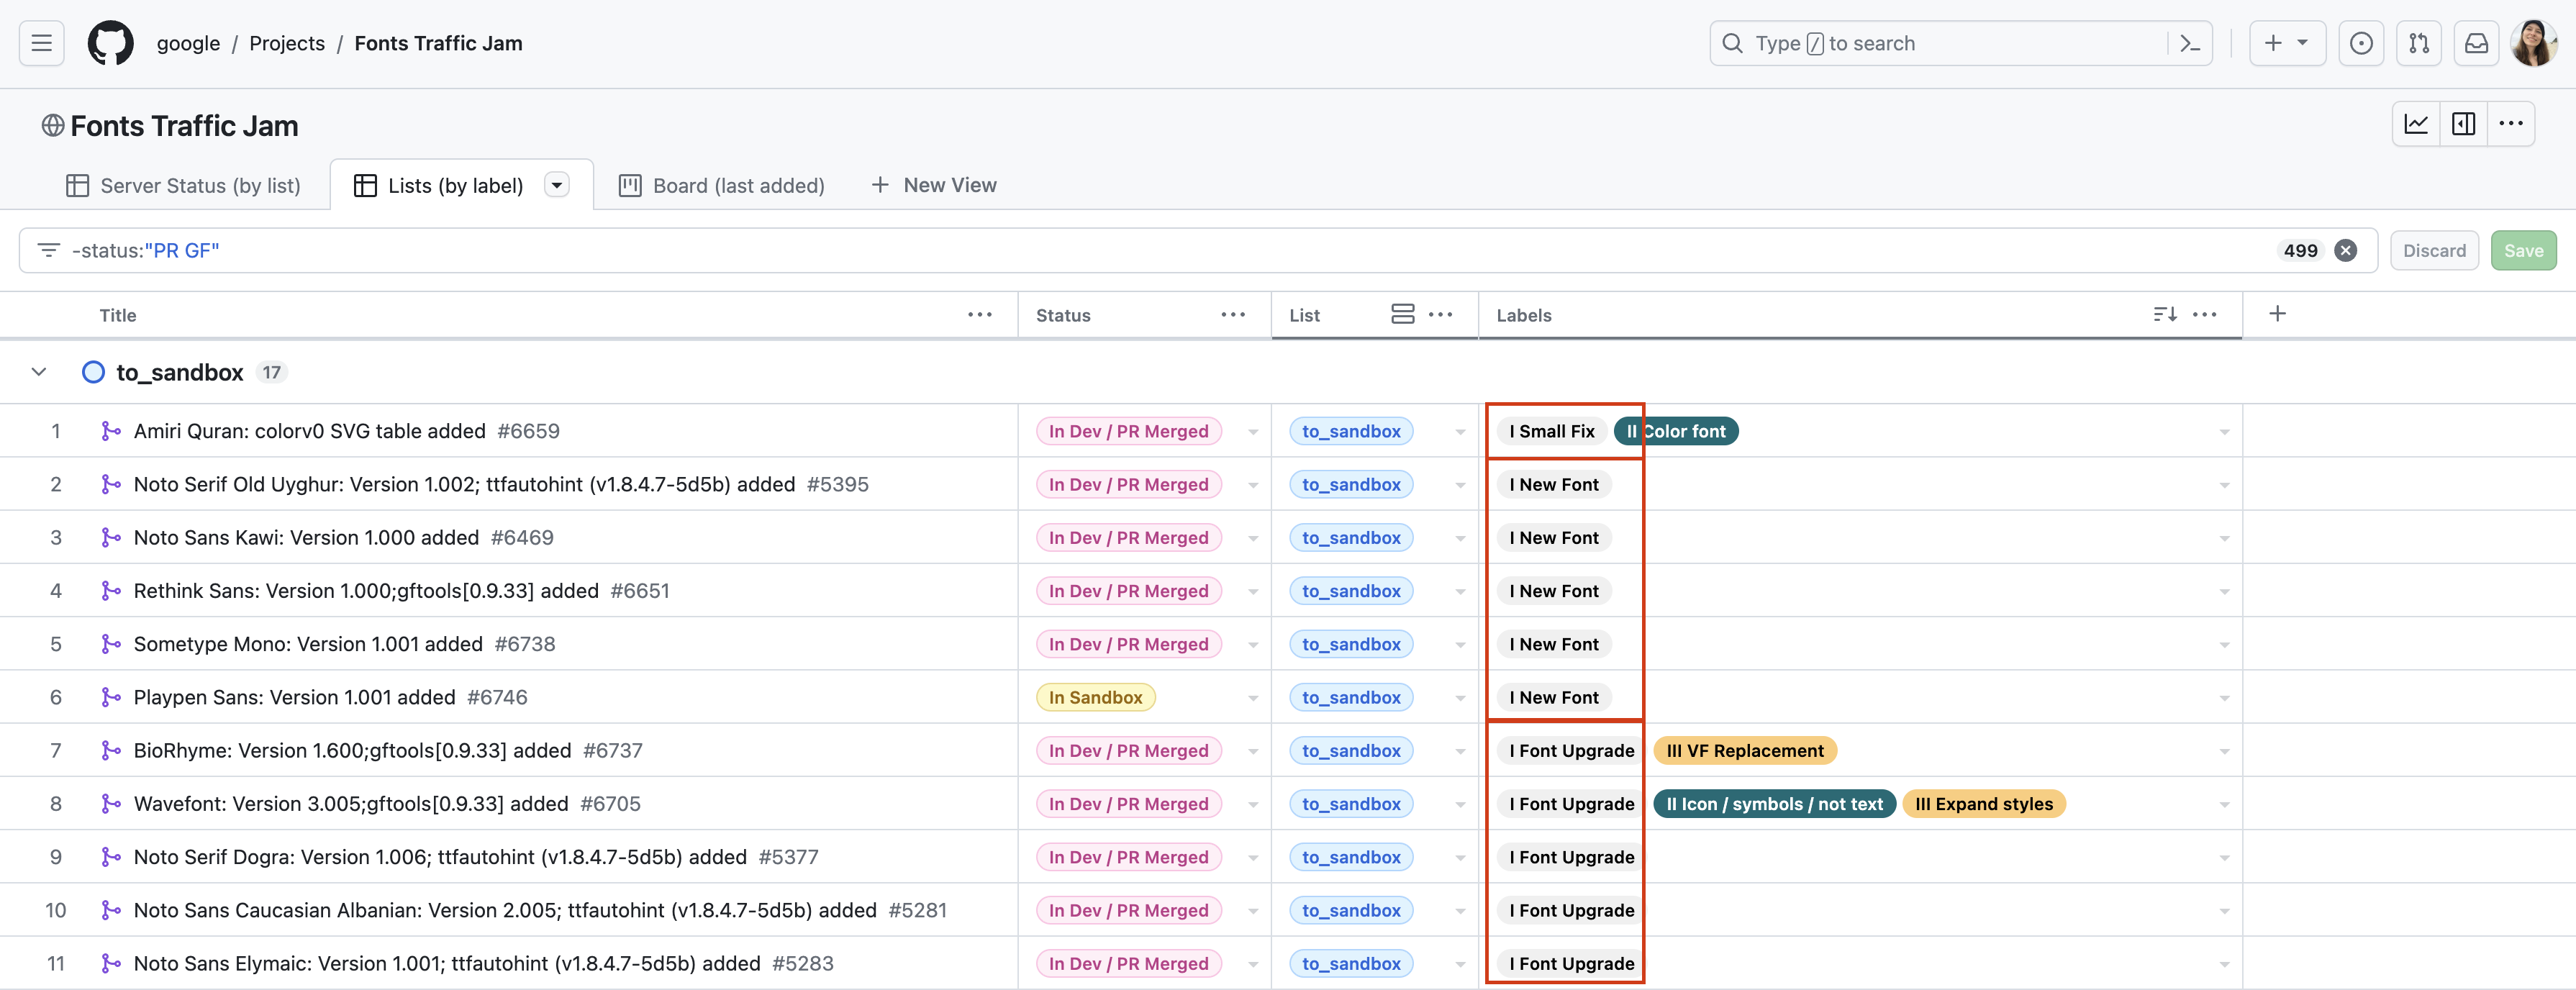 google / Projects / Fonts Traffic Jam
Type / to search
Fonts Traffic Jam
Server Status (by list)
Lists (by label)
Board (last added)
+ New View
-status:"PR GF"
499
Discard
Save
Title Status List Labels
to_sandbox 17
1 Amiri Quran: colorv0 SVG table added #6659 In Dev / PR Merged to_sandbox I Small Fix II Color font
2 Noto Serif Old Uyghur: Version 1.002; ttfautohint (v1.8.4.7-5d5b) added #5395 In Dev / PR Merged to_sandbox I New Font
3 Noto Sans Kawi: Version 1.000 added #6469 In Dev / PR Merged to_sandbox I New Font
4 Rethink Sans: Version 1.000;gftools[0.9.33] added #6651 In Dev / PR Merged to_sandbox I New Font
5 Sometype Mono: Version 1.001 added #6738 In Dev / PR Merged to_sandbox I New Font
6 Playpen Sans: Version 1.001 added #6746 In Sandbox to_sandbox I New Font
7 BioRhyme: Version 1.600;gftools[0.9.33] added #6737 In Dev / PR Merged to_sandbox I Font Upgrade III VF Replacement
8 Wavefont: Version 3.005;gftools[0.9.33] added #6705 In Dev / PR Merged to_sandbox I Font Upgrade II Icon / symbols / not text III Expand styles
9 Noto Serif Dogra: Version 1.006; ttfautohint (v1.8.4.7-5d5b) added #5377 In Dev / PR Merged to_sandbox I Font Upgrade
10 Noto Sans Caucasian Albanian: Version 2.005; ttfautohint (v1.8.4.7-5d5b) added #5281 In Dev / PR Merged to_sandbox I Font Upgrade
11 Noto Sans Elymaic: Version 1.001; ttfautohint (v1.8.4.7-5d5b) added #5283 In Dev / PR Merged to_sandbox I Font Upgrade